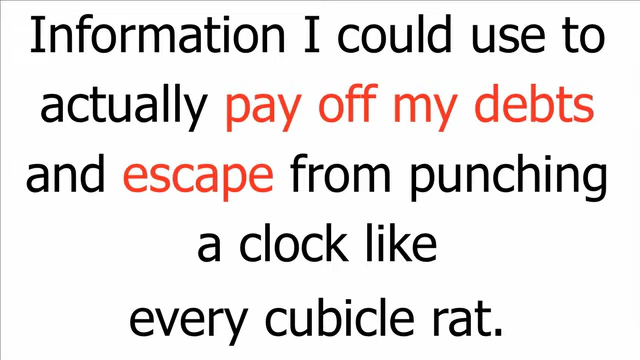 Information I could use to
actually pay off my debts
and escape from punching
a clock like
every cubicle rat.